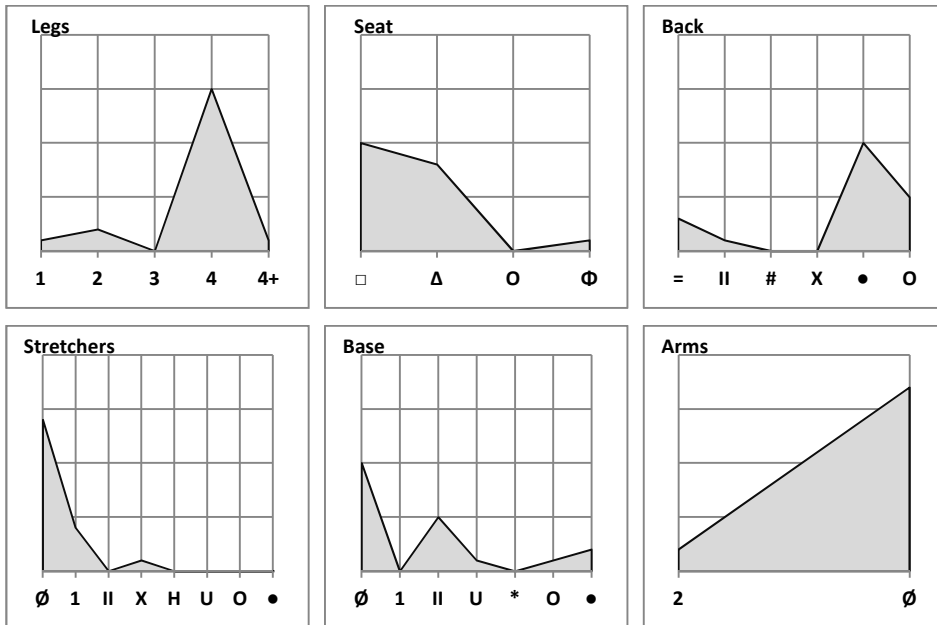 Legs
1 2 3 4 4+
Seat
□ Δ O Φ
Back
= II # X ● O
Stretchers
Ø 1 II X H U O ●
Base
Ø 1 II U * O ●
Arms
2 Ø